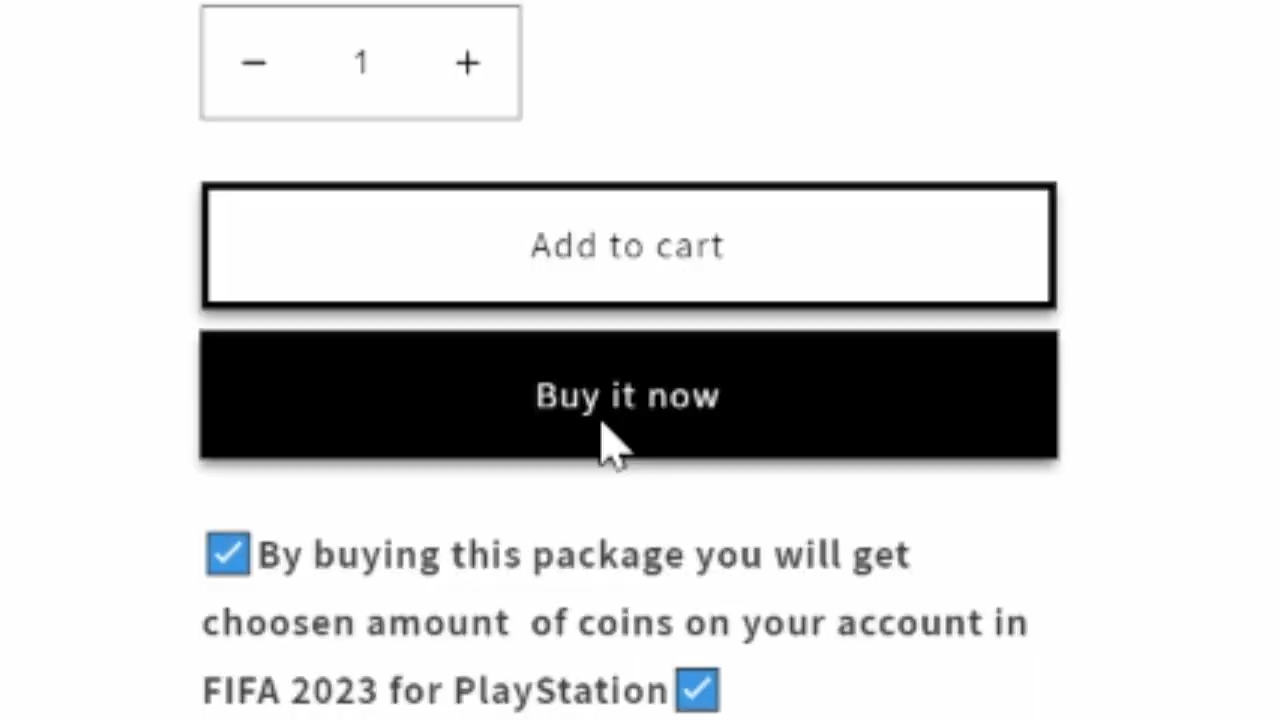 − 1 +
Add to cart
Buy it now
☑By buying this package you will get
choosen amount of coins on your account in
FIFA 2023 for PlayStation☑